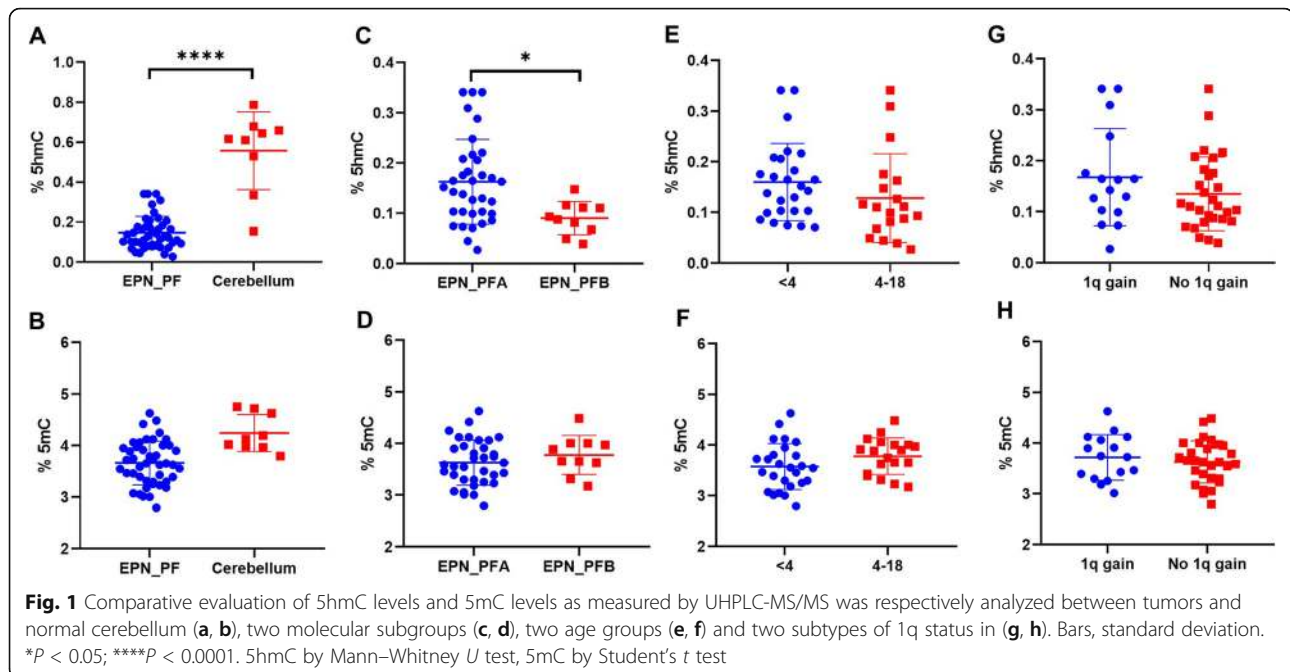 A
C
E
G
****
*
% 5hmC
1.0
0.8
0.6
0.4
0.2
0.0
EPN_PF
Cerebellum
% 5hmC
0.4
0.3
0.2
0.1
0.0
EPN_PFA
EPN_PFB
% 5hmC
0.4
0.3
0.2
0.1
0.0
<4
4-18
% 5hmC
0.4
0.3
0.2
0.1
0.0
1q gain
No 1q gain
B
D
F
H
% 5mC
6
5
4
3
2
EPN_PF
Cerebellum
% 5mC
6
5
4
3
2
EPN_PFA
EPN_PFB
% 5mC
6
5
4
3
2
<4
4-18
% 5mC
6
5
4
3
2
1q gain
No 1q gain
Fig. 1 Comparative evaluation of 5hmC levels and 5mC levels as measured by UHPLC-MS/MS was respectively analyzed between tumors and
normal cerebellum (a, b), two molecular subgroups (c, d), two age groups (e, f) and two subtypes of 1q status in (g, h). Bars, standard deviation.
*P < 0.05; ****P < 0.0001. 5hmC by Mann–Whitney U test, 5mC by Student's t test